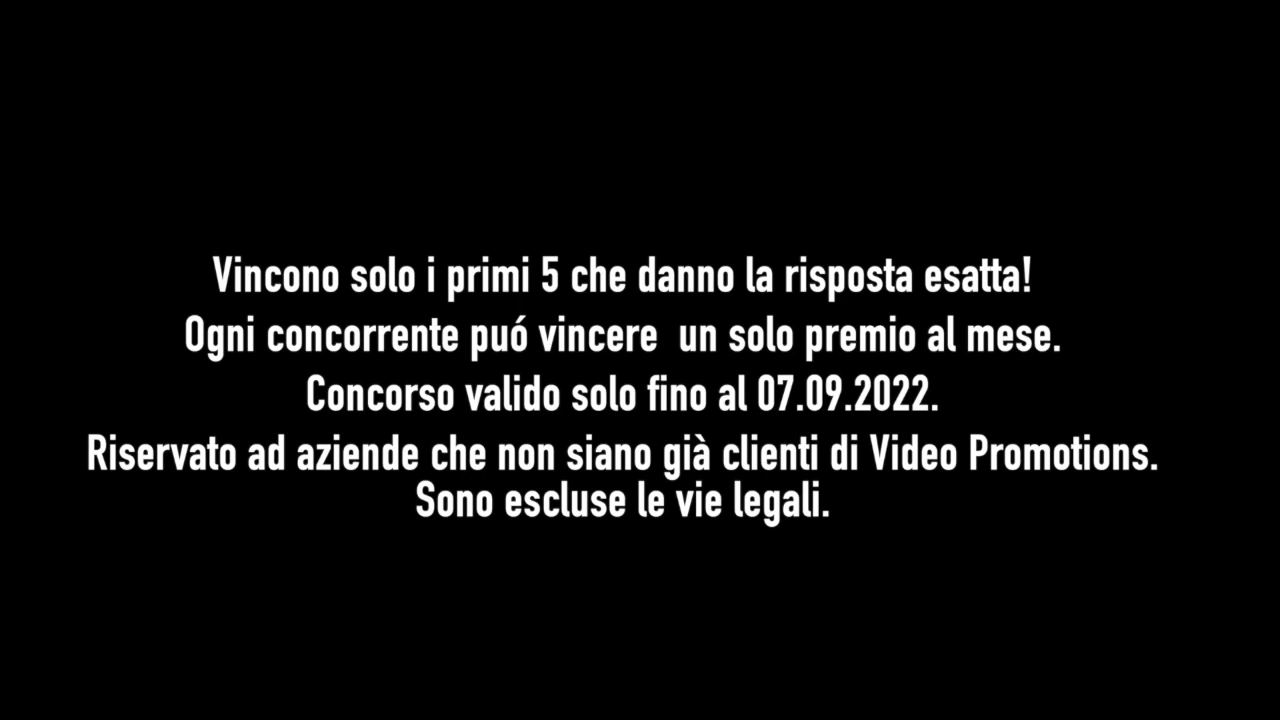 Vincono solo i primi 5 che danno la risposta esatta!
Ogni concorrente puó vincere  un solo premio al mese.
Concorso valido solo fino al 07.09.2022.
Riservato ad aziende che non siano già clienti di Video Promotions.
Sono escluse le vie legali.